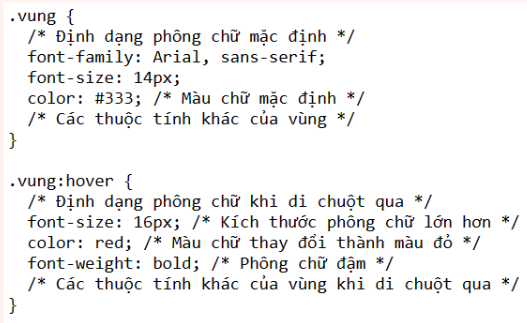 .vung {
  /* Định dạng phông chữ mặc định */
  font-family: Arial, sans-serif;
  font-size: 14px;
  color: #333; /* Màu chữ mặc định */
  /* Các thuộc tính khác của vùng */
}

.vung:hover {
  /* Định dạng phông chữ khi di chuột qua */
  font-size: 16px; /* Kích thước phông chữ lớn hơn */
  color: red; /* Màu chữ thay đổi thành màu đỏ */
  font-weight: bold; /* Phông chữ đậm */
  /* Các thuộc tính khác của vùng khi di chuột qua */
}